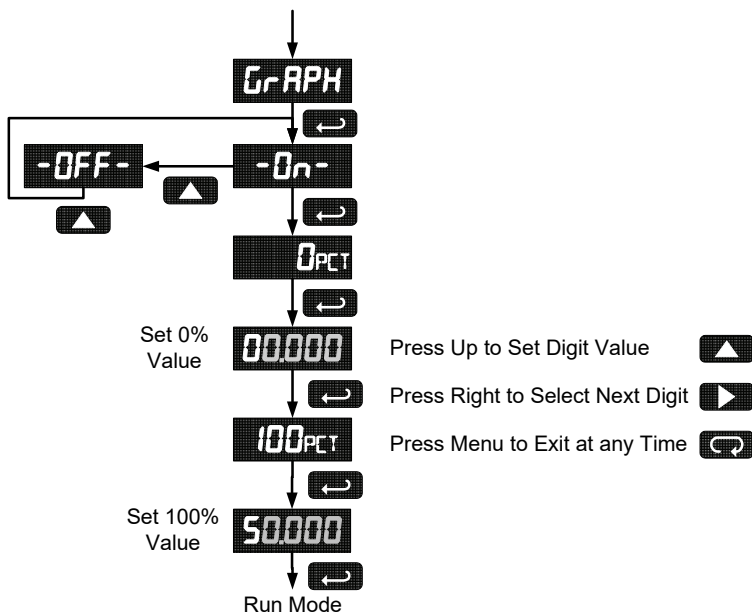 GrAPH
-OFF-
-On-
0PCT
Set 0%
Value
00.000
Press Up to Set Digit Value
Press Right to Select Next Digit
100PCT
Press Menu to Exit at any Time
Set 100%
Value
50.000
Run Mode